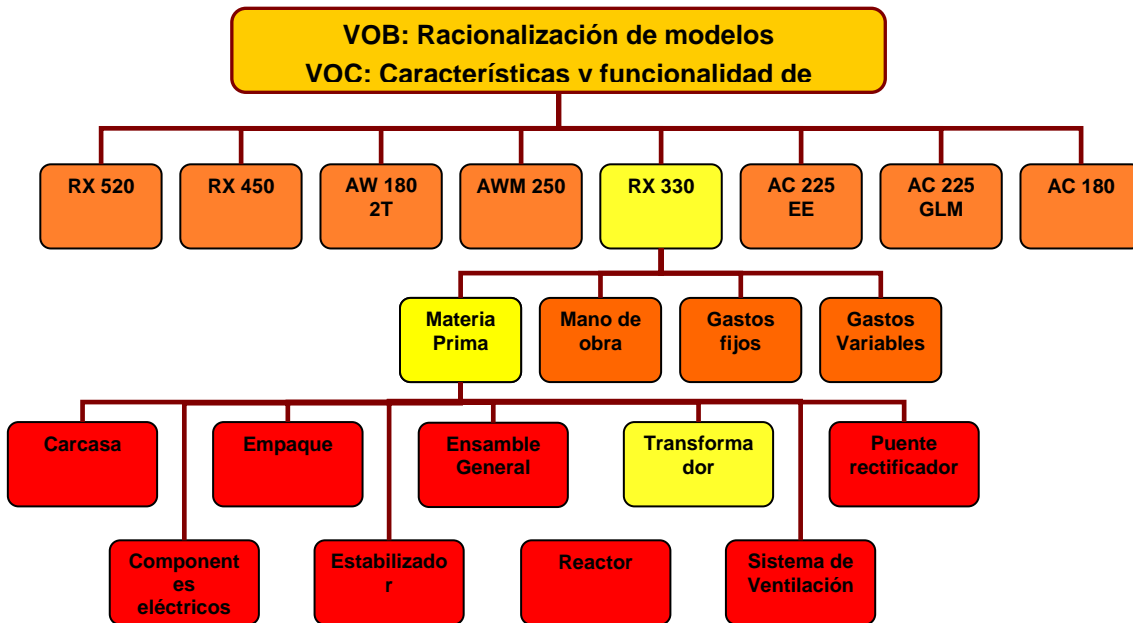 VOB: Racionalización de modelos
VOC: Características y funcionalidad de
RX 520
RX 450
AW 180
2T
AWM 250
RX 330
AC 225
EE
AC 225
GLM
AC 180
Materia
Prima
Mano de
obra
Gastos
fijos
Gastos
Variables
Carcasa
Empaque
Ensamble
General
Transforma
dor
Puente
rectificador
Component
es
eléctricos
Estabilizado
r
Reactor
Sistema de
Ventilación